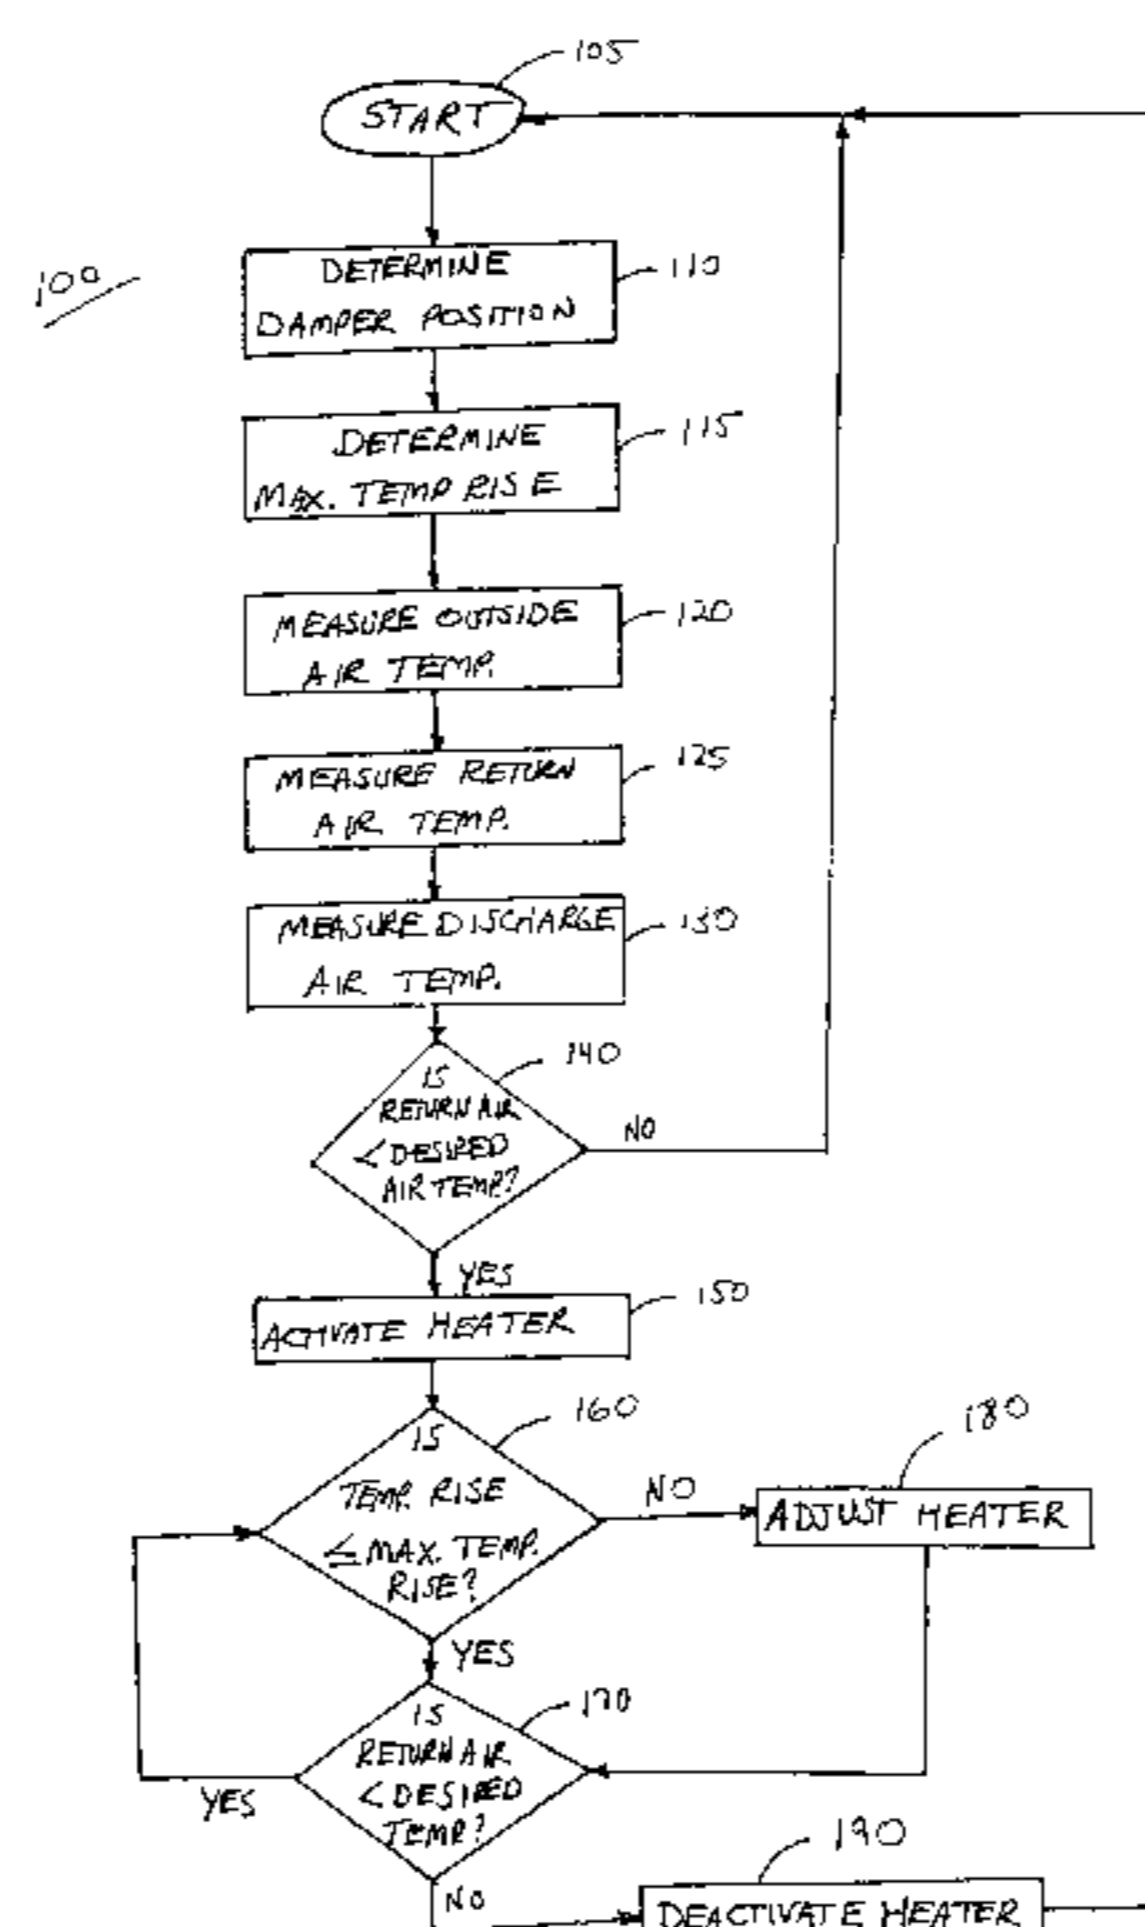 105
START
100
DETERMINE
DAMPER POSITION
110
DETERMINE
MAX. TEMP RISE
115
MEASURE OUTSIDE
AIR TEMP.
120
MEASURE RETURN
AIR TEMP.
125
MEASURE DISCHARGE
AIR TEMP.
130
140
IS
RETURN AIR
< DESIRED
AIR TEMP?
NO
YES
ACTIVATE HEATER
150
160
IS
TEMP. RISE
≤ MAX. TEMP.
RISE?
NO
180
ADJUST HEATER
YES
170
IS
RETURN AIR
< DESIRED
TEMP?
YES
NO
190
DEACTIVATE HEATER